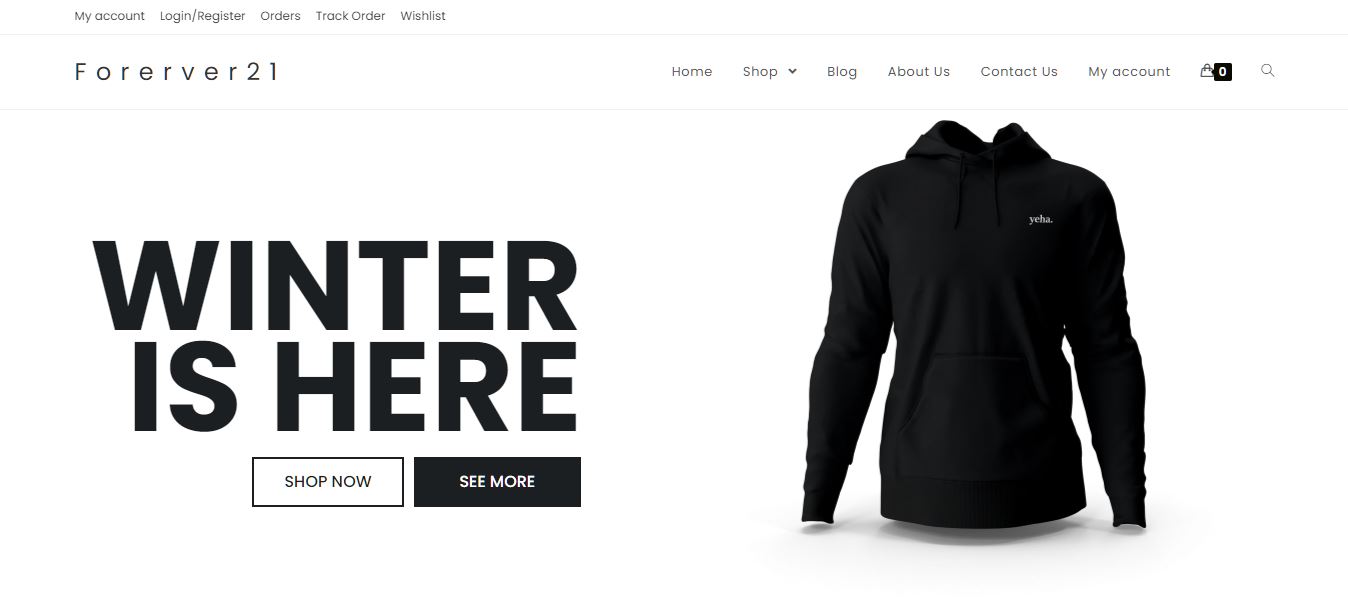 My account Login/Register Orders Track Order Wishlist
Forerver21
Home Shop Blog About Us Contact Us My account 0
yeha.
WINTER
IS HERE
SHOP NOW SEE MORE